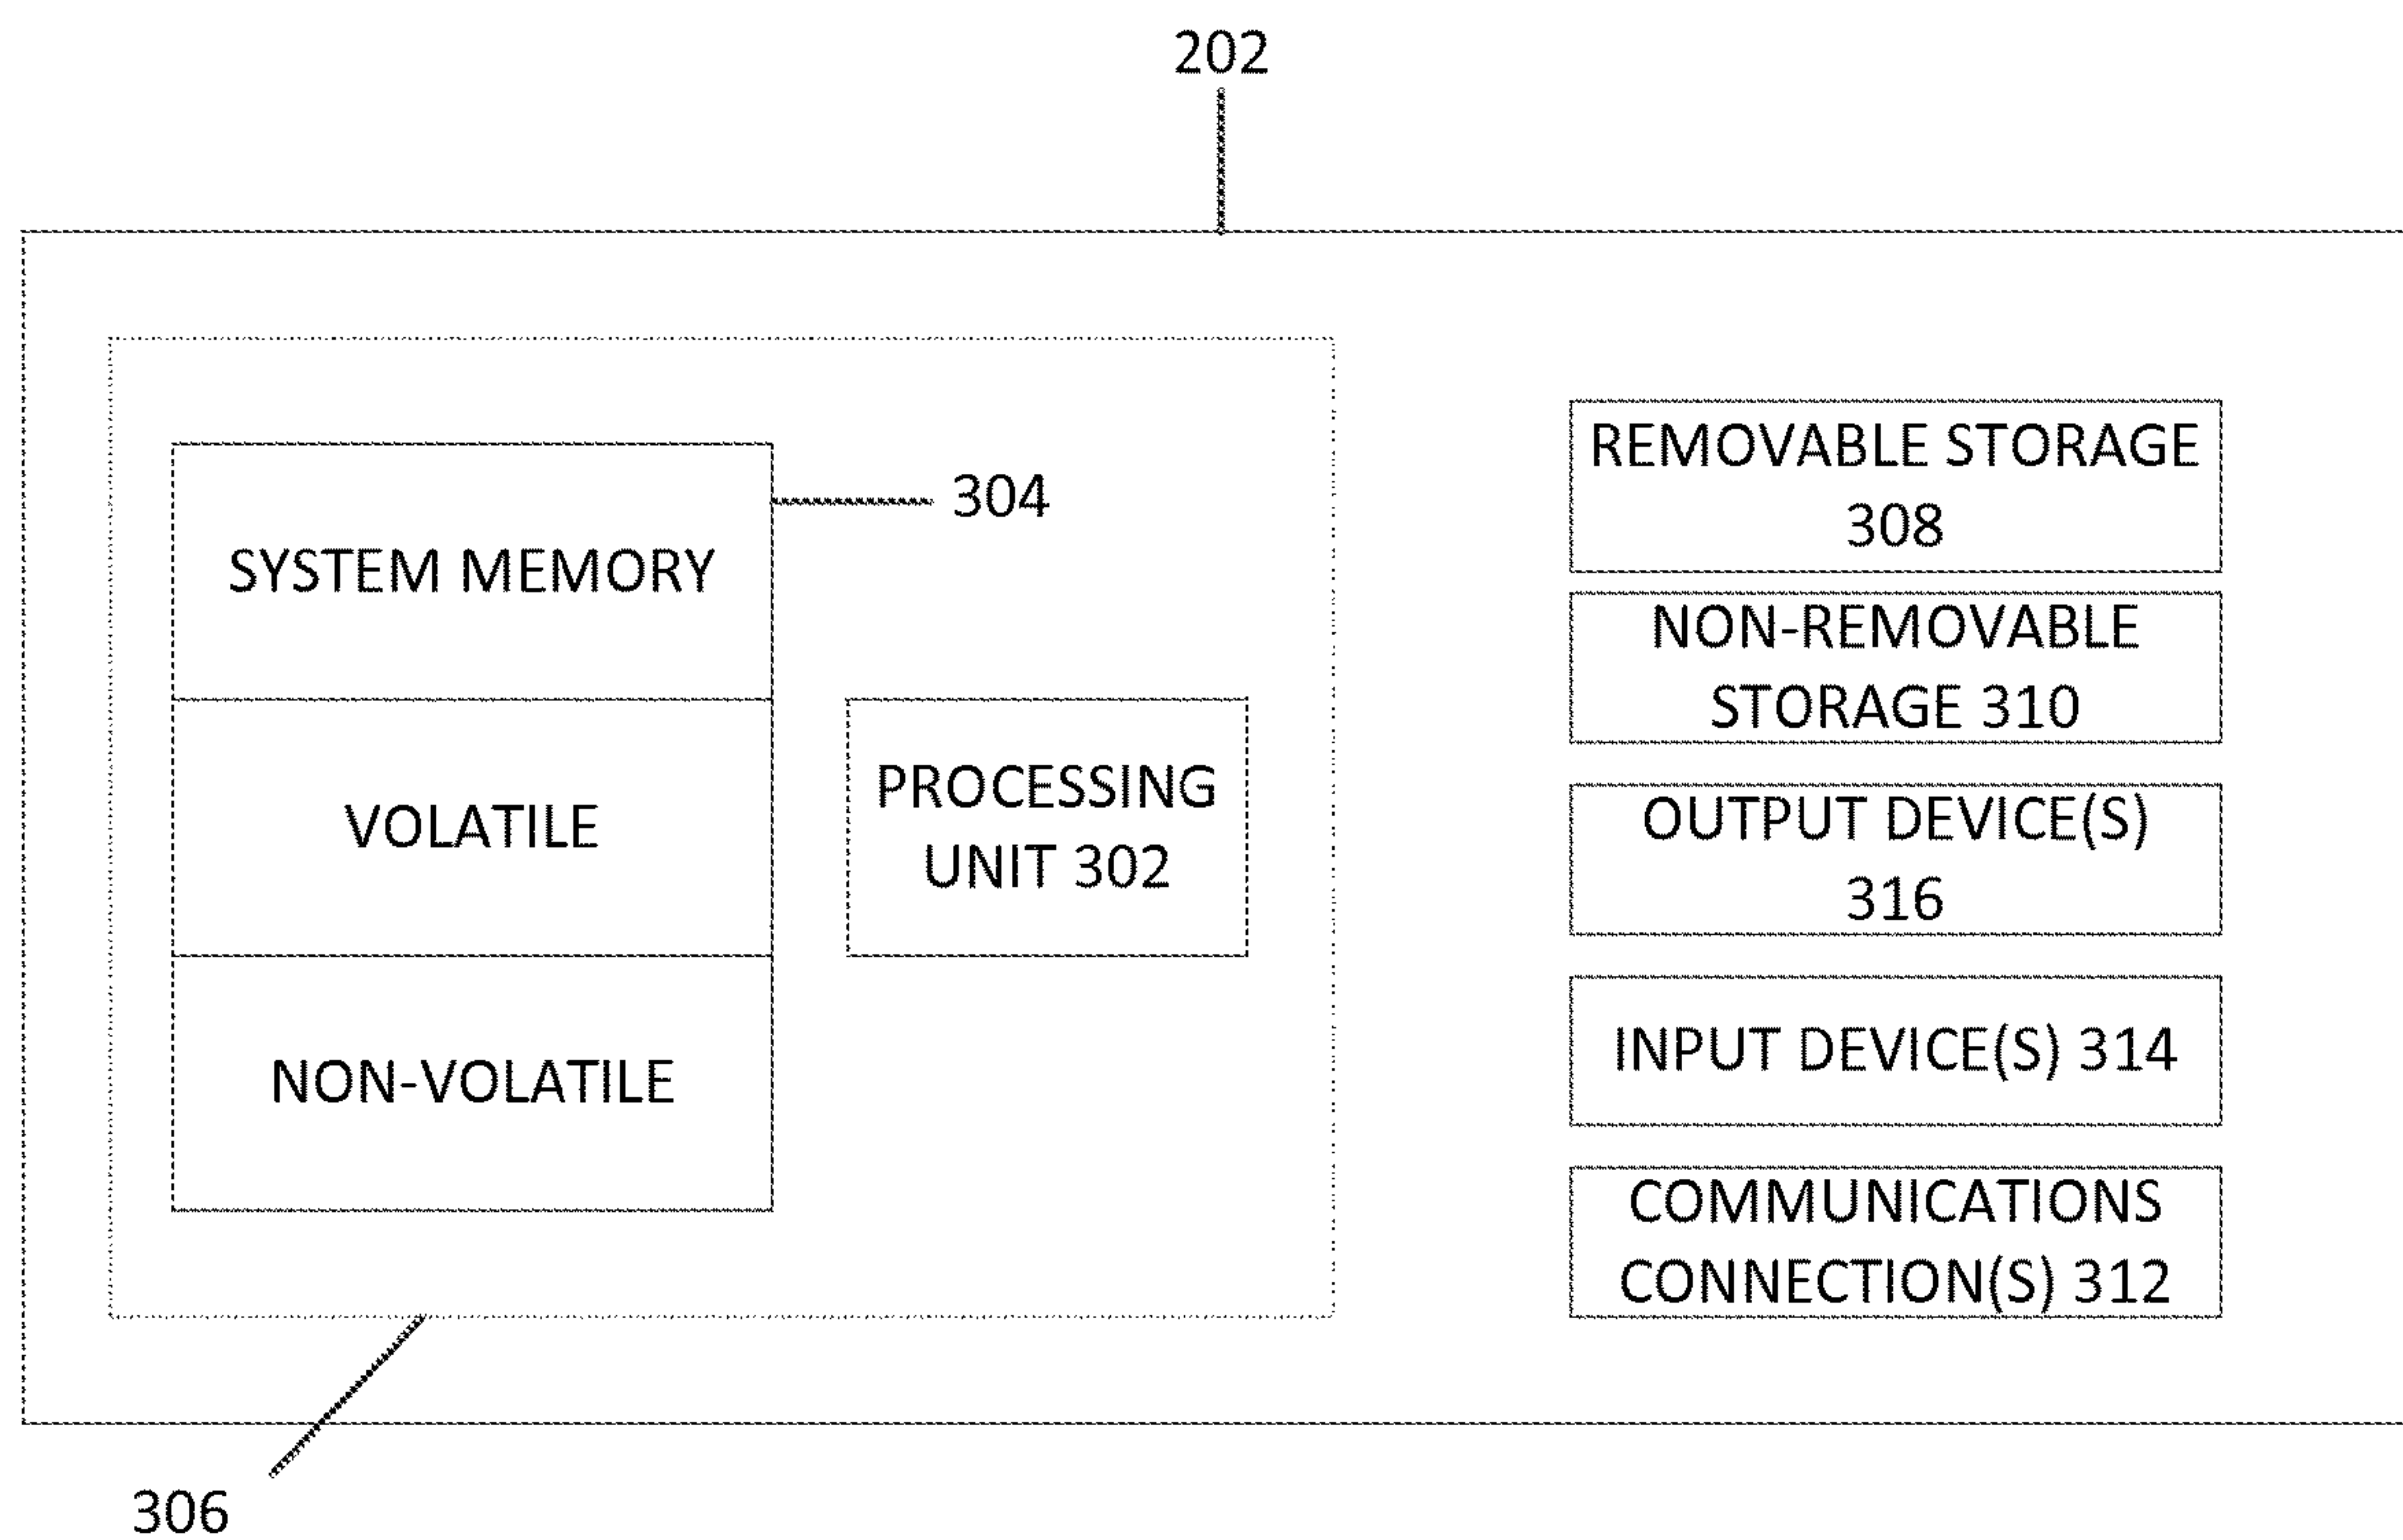 202
304
SYSTEM MEMORY
VOLATILE
NON-VOLATILE
PROCESSING
UNIT 302
306
REMOVABLE STORAGE
308
NON-REMOVABLE
STORAGE 310
OUTPUT DEVICE(S)
316
INPUT DEVICE(S) 314
COMMUNICATIONS
CONNECTION(S) 312